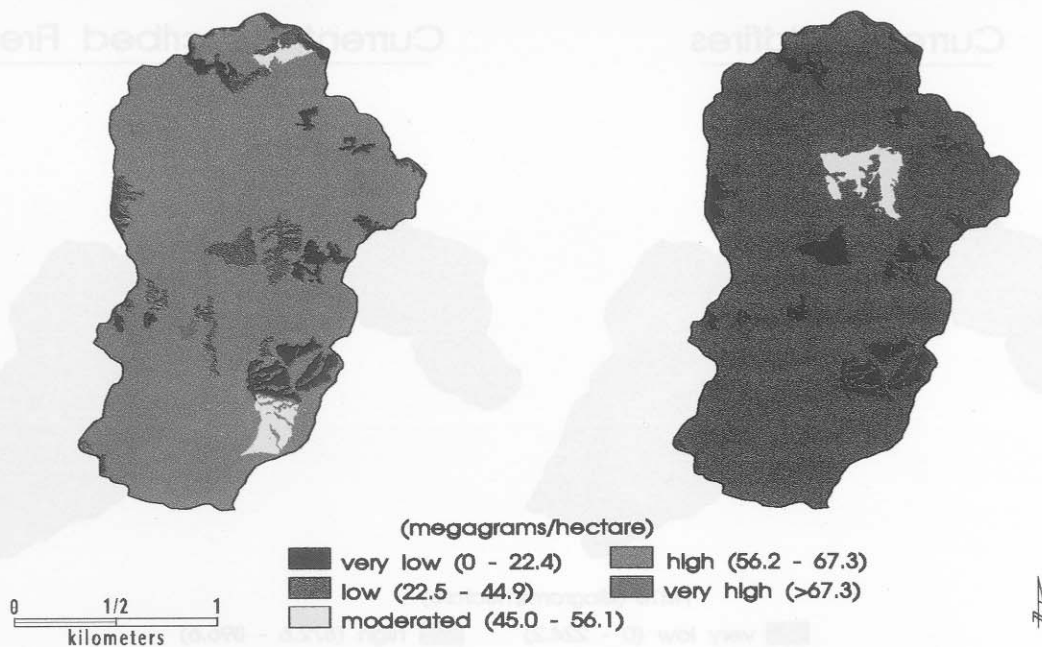 (megagrams/hectare)
very low (0 - 22.4)
high (56.2 - 67.3)
low (22.5 - 44.9)
very high (>67.3)
moderated (45.0 - 56.1)
0 1/2 1
kilometers